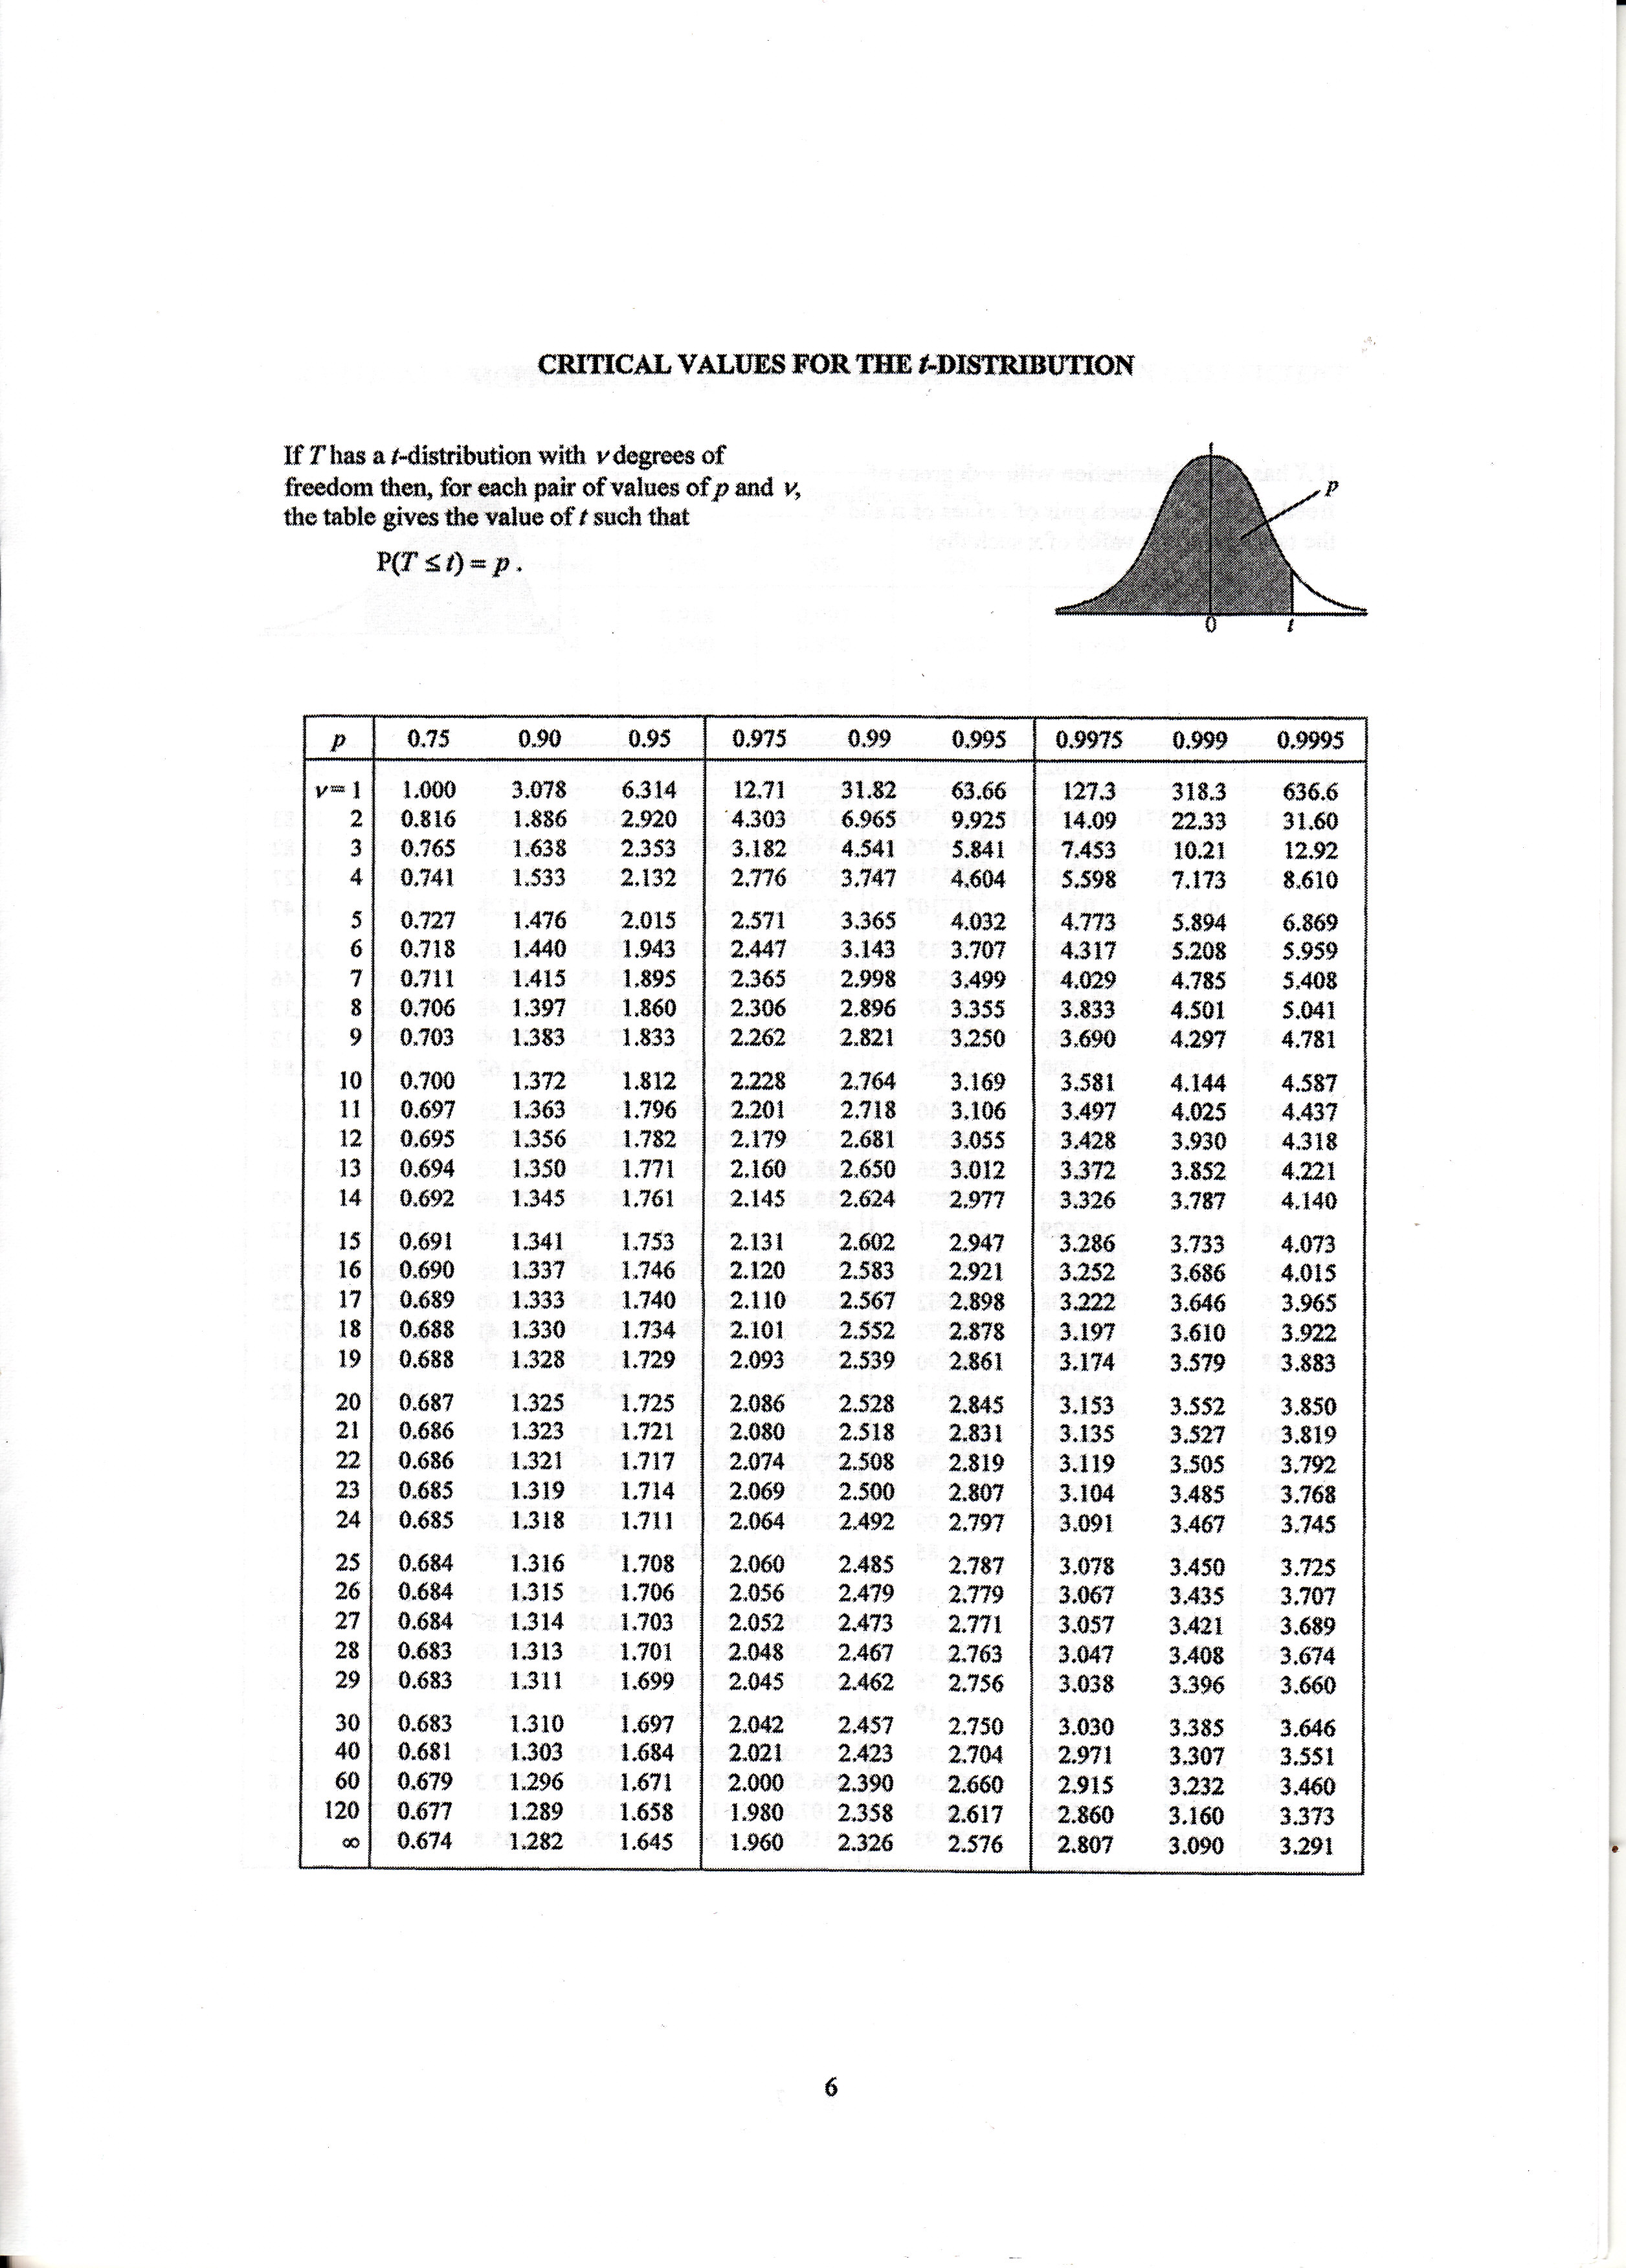 CRITICAL VALUES FOR THE t-DISTRIBUTION
If T has a t-distribution with ν degrees of
freedom then, for each pair of values of p and ν,
the table gives the value of t such that
P(T ≤ t) = p .
p
0 t
p 0.75 0.90 0.95 0.975 0.99 0.995 0.9975 0.999 0.9995
ν = 1 1.000 3.078 6.314 12.71 31.82 63.66 127.3 318.3 636.6
2 0.816 1.886 2.920 4.303 6.965 9.925 14.09 22.33 31.60
3 0.765 1.638 2.353 3.182 4.541 5.841 7.453 10.21 12.92
4 0.741 1.533 2.132 2.776 3.747 4.604 5.598 7.173 8.610
5 0.727 1.476 2.015 2.571 3.365 4.032 4.773 5.894 6.869
6 0.718 1.440 1.943 2.447 3.143 3.707 4.317 5.208 5.959
7 0.711 1.415 1.895 2.365 2.998 3.499 4.029 4.785 5.408
8 0.706 1.397 1.860 2.306 2.896 3.355 3.833 4.501 5.041
9 0.703 1.383 1.833 2.262 2.821 3.250 3.690 4.297 4.781
10 0.700 1.372 1.812 2.228 2.764 3.169 3.581 4.144 4.587
11 0.697 1.363 1.796 2.201 2.718 3.106 3.497 4.025 4.437
12 0.695 1.356 1.782 2.179 2.681 3.055 3.428 3.930 4.318
13 0.694 1.350 1.771 2.160 2.650 3.012 3.372 3.852 4.221
14 0.692 1.345 1.761 2.145 2.624 2.977 3.326 3.787 4.140
15 0.691 1.341 1.753 2.131 2.602 2.947 3.286 3.733 4.073
16 0.690 1.337 1.746 2.120 2.583 2.921 3.252 3.686 4.015
17 0.689 1.333 1.740 2.110 2.567 2.898 3.222 3.646 3.965
18 0.688 1.330 1.734 2.101 2.552 2.878 3.197 3.610 3.922
19 0.688 1.328 1.729 2.093 2.539 2.861 3.174 3.579 3.883
20 0.687 1.325 1.725 2.086 2.528 2.845 3.153 3.552 3.850
21 0.686 1.323 1.721 2.080 2.518 2.831 3.135 3.527 3.819
22 0.686 1.321 1.717 2.074 2.508 2.819 3.119 3.505 3.792
23 0.685 1.319 1.714 2.069 2.500 2.807 3.104 3.485 3.768
24 0.685 1.318 1.711 2.064 2.492 2.797 3.091 3.467 3.745
25 0.684 1.316 1.708 2.060 2.485 2.787 3.078 3.450 3.725
26 0.684 1.315 1.706 2.056 2.479 2.779 3.067 3.435 3.707
27 0.684 1.314 1.703 2.052 2.473 2.771 3.057 3.421 3.689
28 0.683 1.313 1.701 2.048 2.467 2.763 3.047 3.408 3.674
29 0.683 1.311 1.699 2.045 2.462 2.756 3.038 3.396 3.660
30 0.683 1.310 1.697 2.042 2.457 2.750 3.030 3.385 3.646
40 0.681 1.303 1.684 2.021 2.423 2.704 2.971 3.307 3.551
60 0.679 1.296 1.671 2.000 2.390 2.660 2.915 3.232 3.460
120 0.677 1.289 1.658 1.980 2.358 2.617 2.860 3.160 3.373
∞ 0.674 1.282 1.645 1.960 2.326 2.576 2.807 3.090 3.291
6